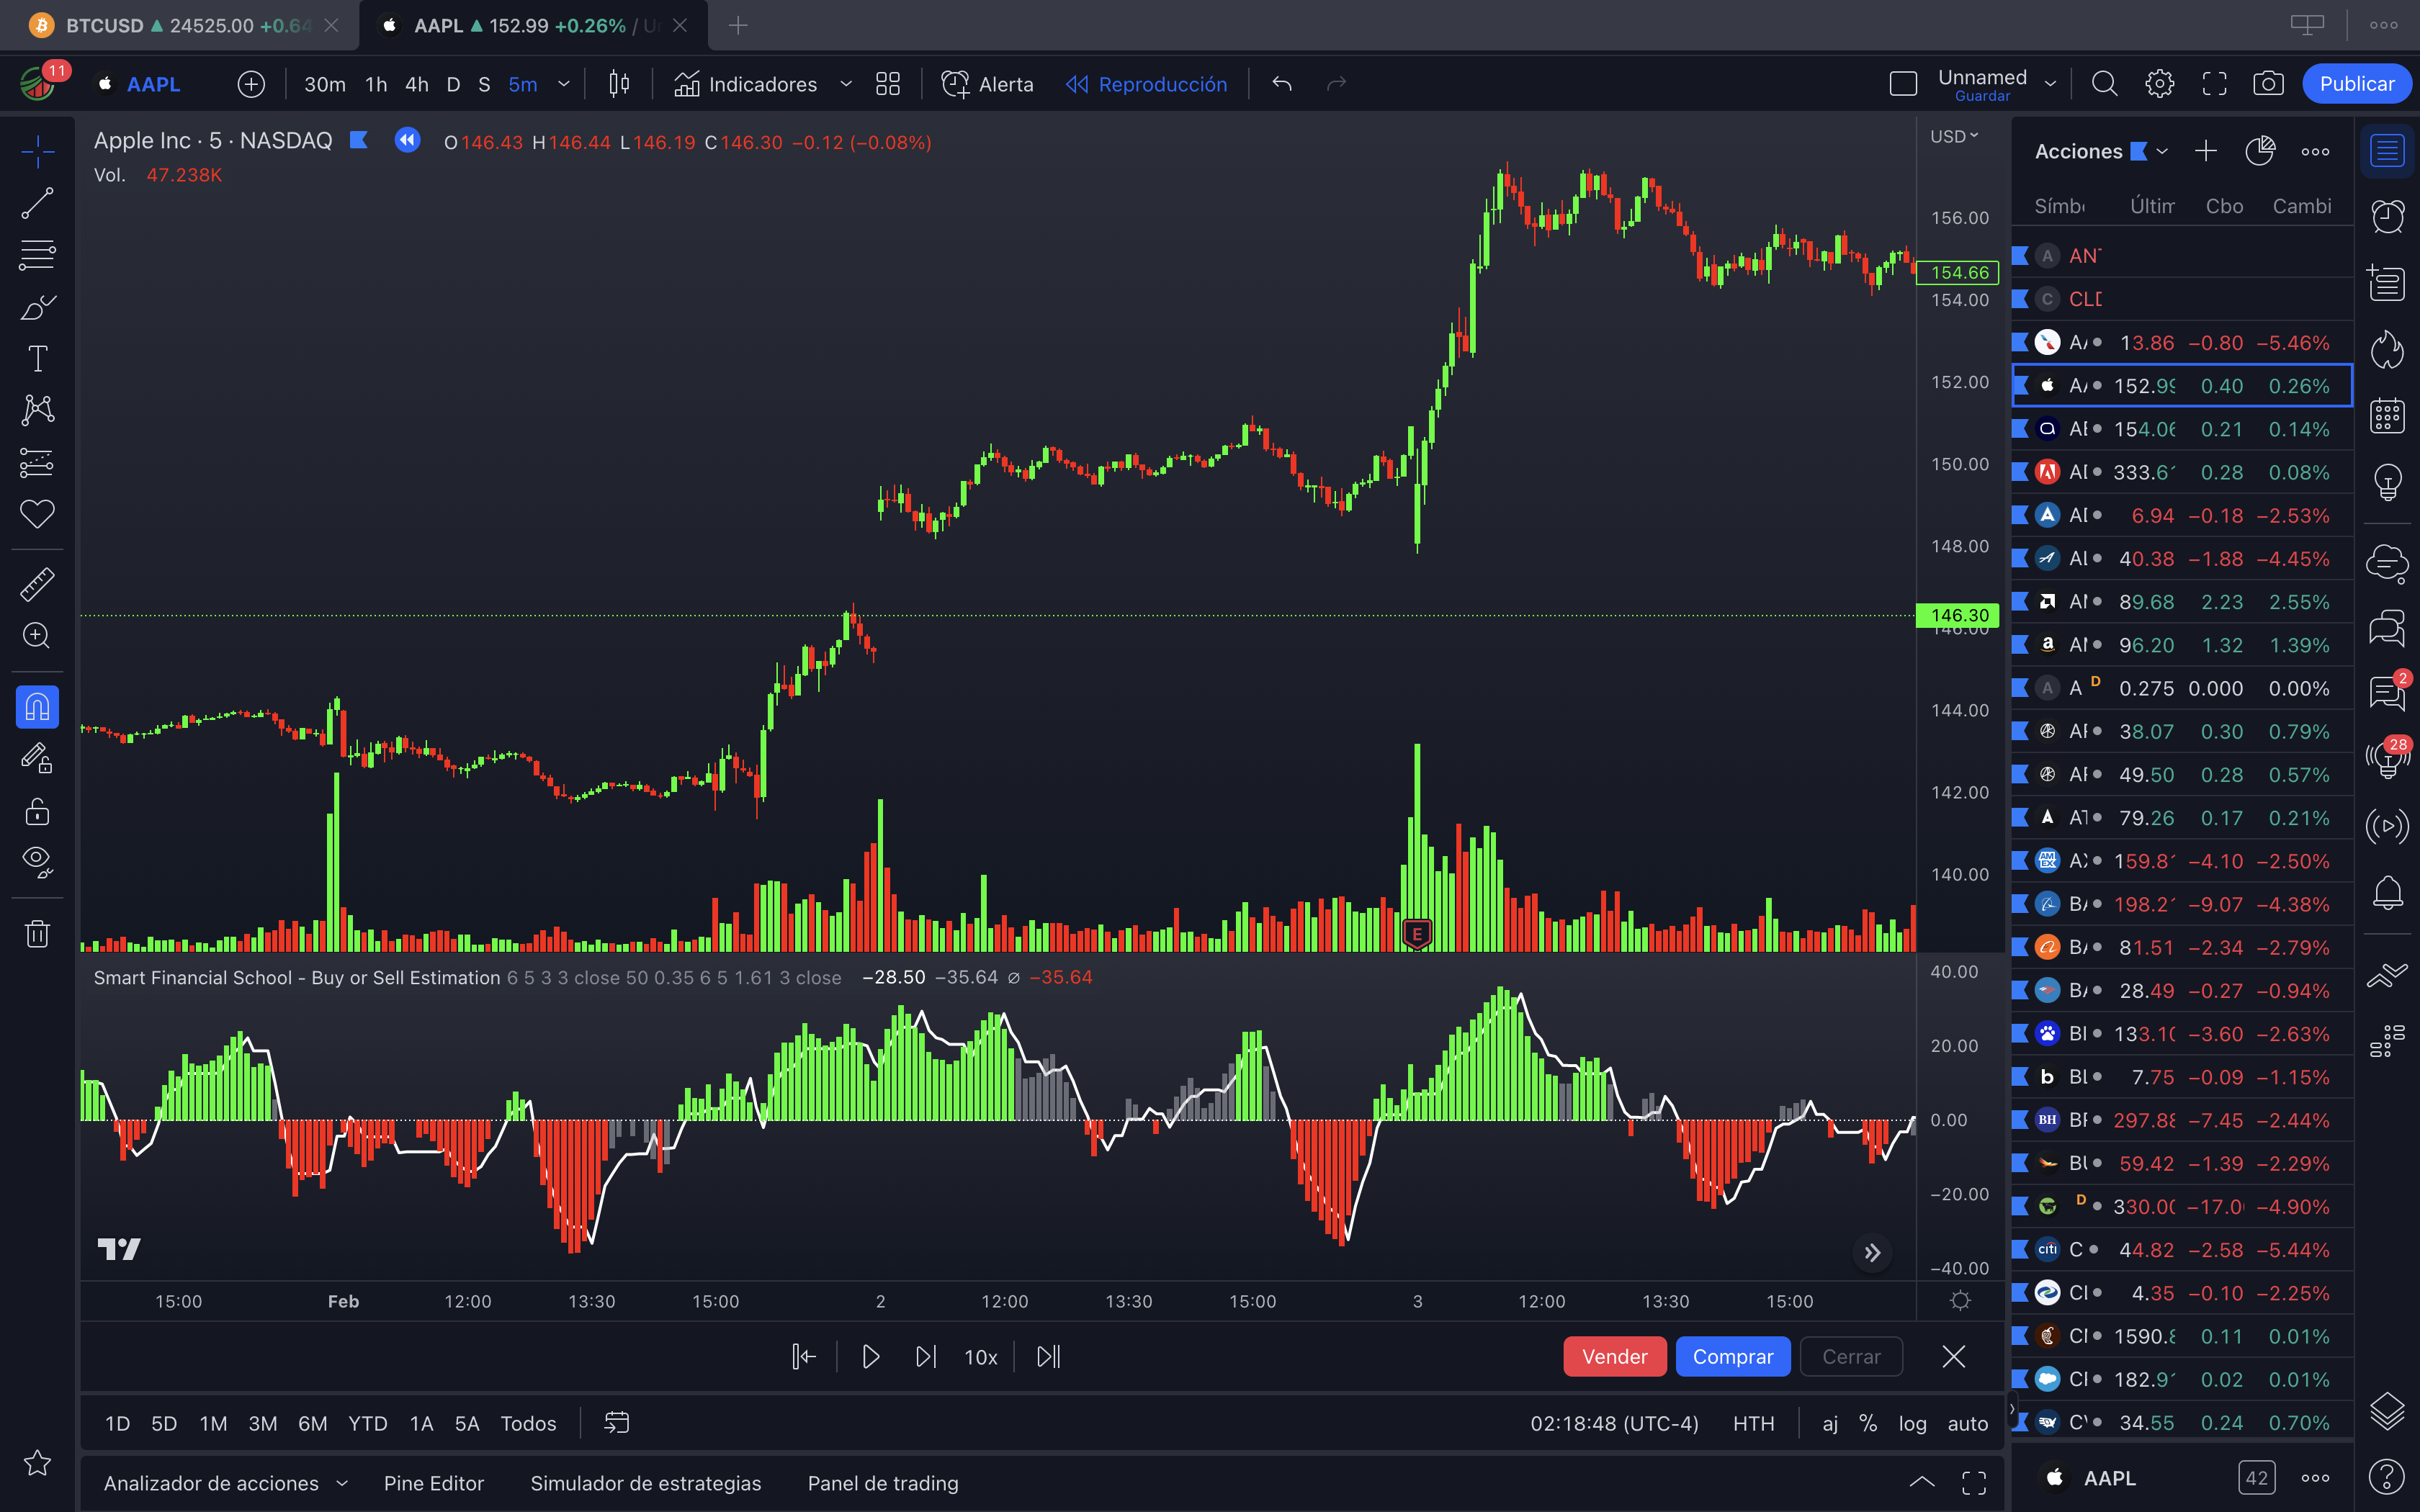 BTCUSD ▲ 24525.00 +0.64
AAPL ▲ 152.99 +0.26% / Un
11
AAPL
30m 1h 4h D S 5m
Indicadores
Alerta
Reproducción
Unnamed
Guardar
Publicar
Apple Inc · 5 · NASDAQ
O146.43 H146.44 L146.19 C146.30 −0.12 (−0.08%)
Vol. 47.238K
USD
156.00
154.66
154.00
152.00
150.00
148.00
146.30
146.00
144.00
142.00
140.00
E
Smart Financial School - Buy or Sell Estimation 6 5 3 3 close 50 0.35 6 5 1.61 3 close −28.50 −35.64 ∅ −35.64
40.00
20.00
0.00
−20.00
−40.00
15:00 Feb 12:00 13:30 15:00 2 12:00 13:30 15:00 3 12:00 13:30 15:00
10x
Vender
Comprar
Cerrar
1D 5D 1M 3M 6M YTD 1A 5A Todos
02:18:48 (UTC-4) HTH aj % log auto
Analizador de acciones
Pine Editor
Simulador de estrategias
Panel de trading
Acciones
Cbo
A AN
C CL
13.86 −0.80 −5.46%
152.99 0.40 0.26%
154.06 0.21 0.14%
333.6 0.28 0.08%
6.94 −0.18 −2.53%
40.38 −1.88 −4.45%
89.68 2.23 2.55%
a 96.20 1.32 1.39%
A A D 0.275 0.000 0.00%
38.07 0.30 0.79%
49.50 0.28 0.57%
79.26 0.17 0.21%
AMEX 159.8 −4.10 −2.50%
198.2 −9.07 −4.38%
81.51 −2.34 −2.79%
28.49 −0.27 −0.94%
133.10 −3.60 −2.63%
b 7.75 −0.09 −1.15%
BH 297.88 −7.45 −2.44%
59.42 −1.39 −2.29%
D 330.00 −17.0 −4.90%
citi C 44.82 −2.58 −5.44%
4.35 −0.10 −2.25%
1590.8 0.11 0.01%
182.9 0.02 0.01%
34.55 0.24 0.70%
AAPL 42
2
28